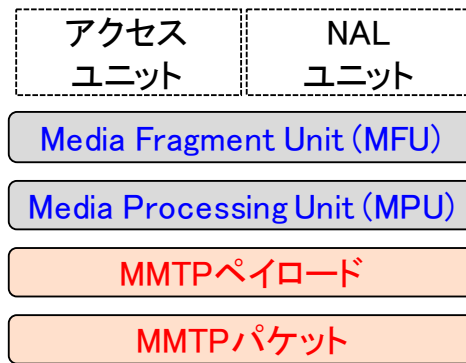 アクセス
ユニット
NAL
ユニット
Media Fragment Unit (MFU)
Media Processing Unit (MPU)
MMTPペイロード
MMTPパケット